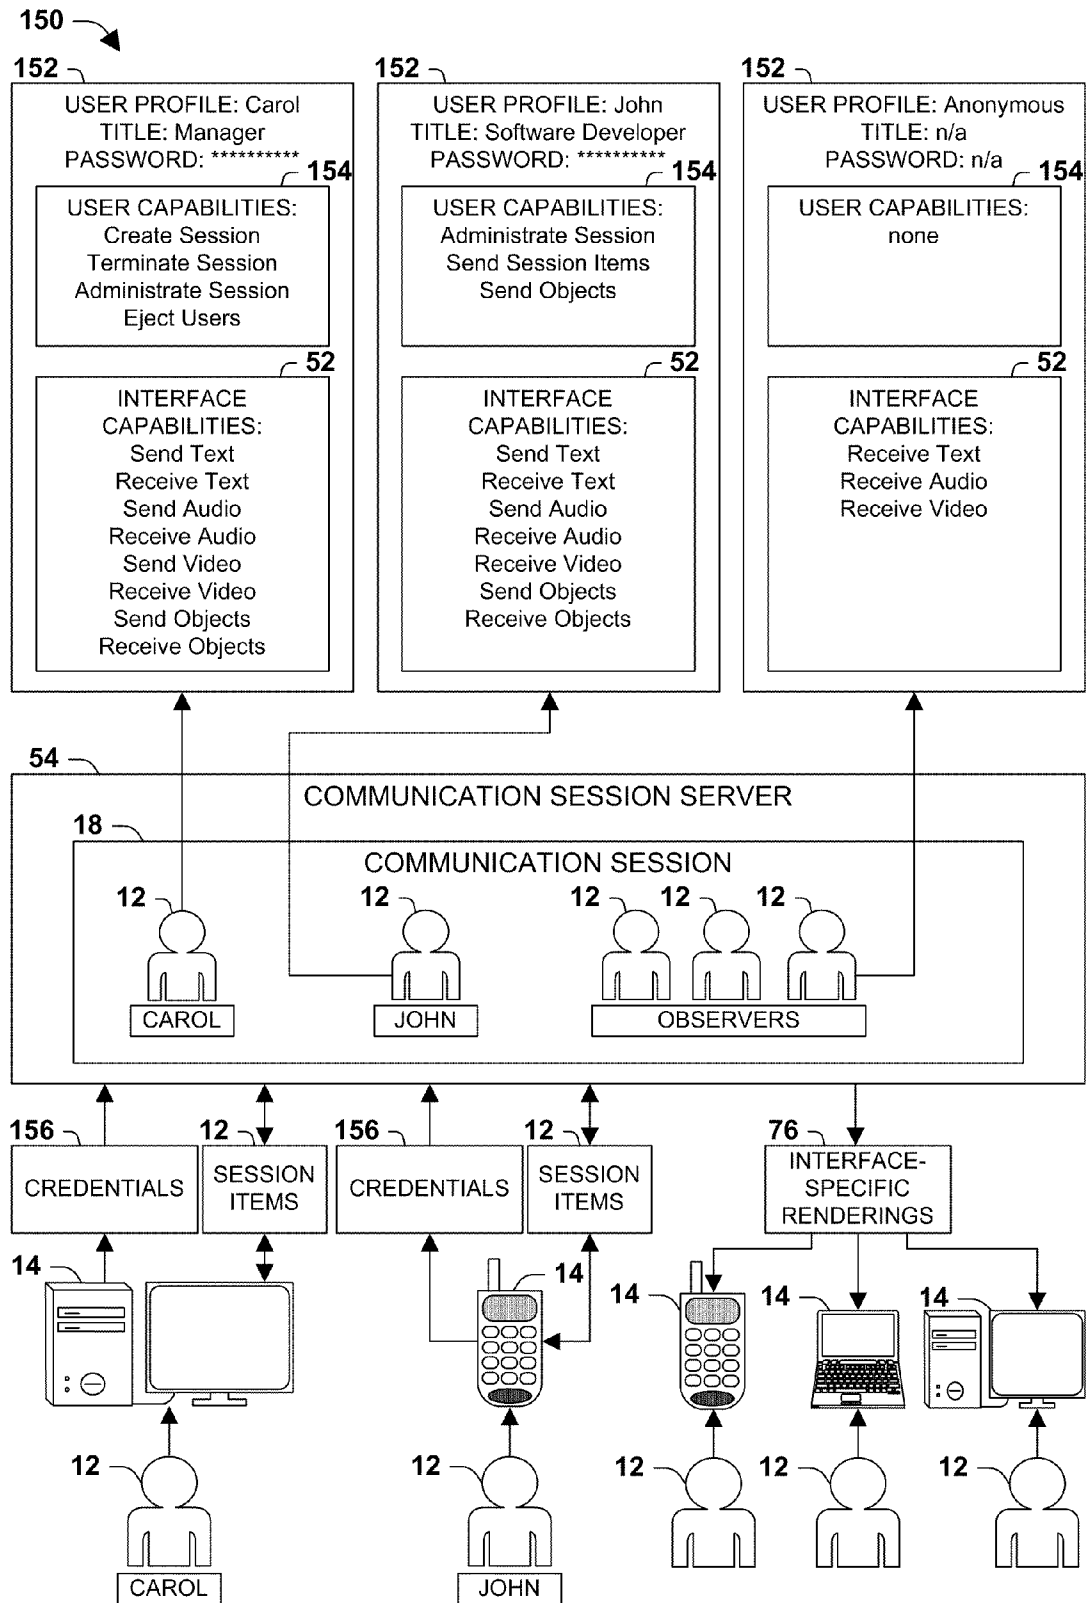 150
152
USER PROFILE: Carol
TITLE: Manager
PASSWORD: **********
154
USER CAPABILITIES:
Create Session
Terminate Session
Administrate Session
Eject Users
52
INTERFACE
CAPABILITIES:
Send Text
Receive Text
Send Audio
Receive Audio
Send Video
Receive Video
Send Objects
Receive Objects
152
USER PROFILE: John
TITLE: Software Developer
PASSWORD: **********
154
USER CAPABILITIES:
Administrate Session
Send Session Items
Send Objects
52
INTERFACE
CAPABILITIES:
Send Text
Receive Text
Send Audio
Receive Audio
Receive Video
Send Objects
Receive Objects
152
USER PROFILE: Anonymous
TITLE: n/a
PASSWORD: n/a
154
USER CAPABILITIES:
none
52
INTERFACE
CAPABILITIES:
Receive Text
Receive Audio
Receive Video
54
COMMUNICATION SESSION SERVER
18
COMMUNICATION SESSION
12
12
12
12
12
CAROL
JOHN
OBSERVERS
156
CREDENTIALS
12
SESSION
ITEMS
156
CREDENTIALS
12
SESSION
ITEMS
76
INTERFACE-
SPECIFIC
RENDERINGS
14
14
14
14
14
12
CAROL
12
JOHN
12
12
12